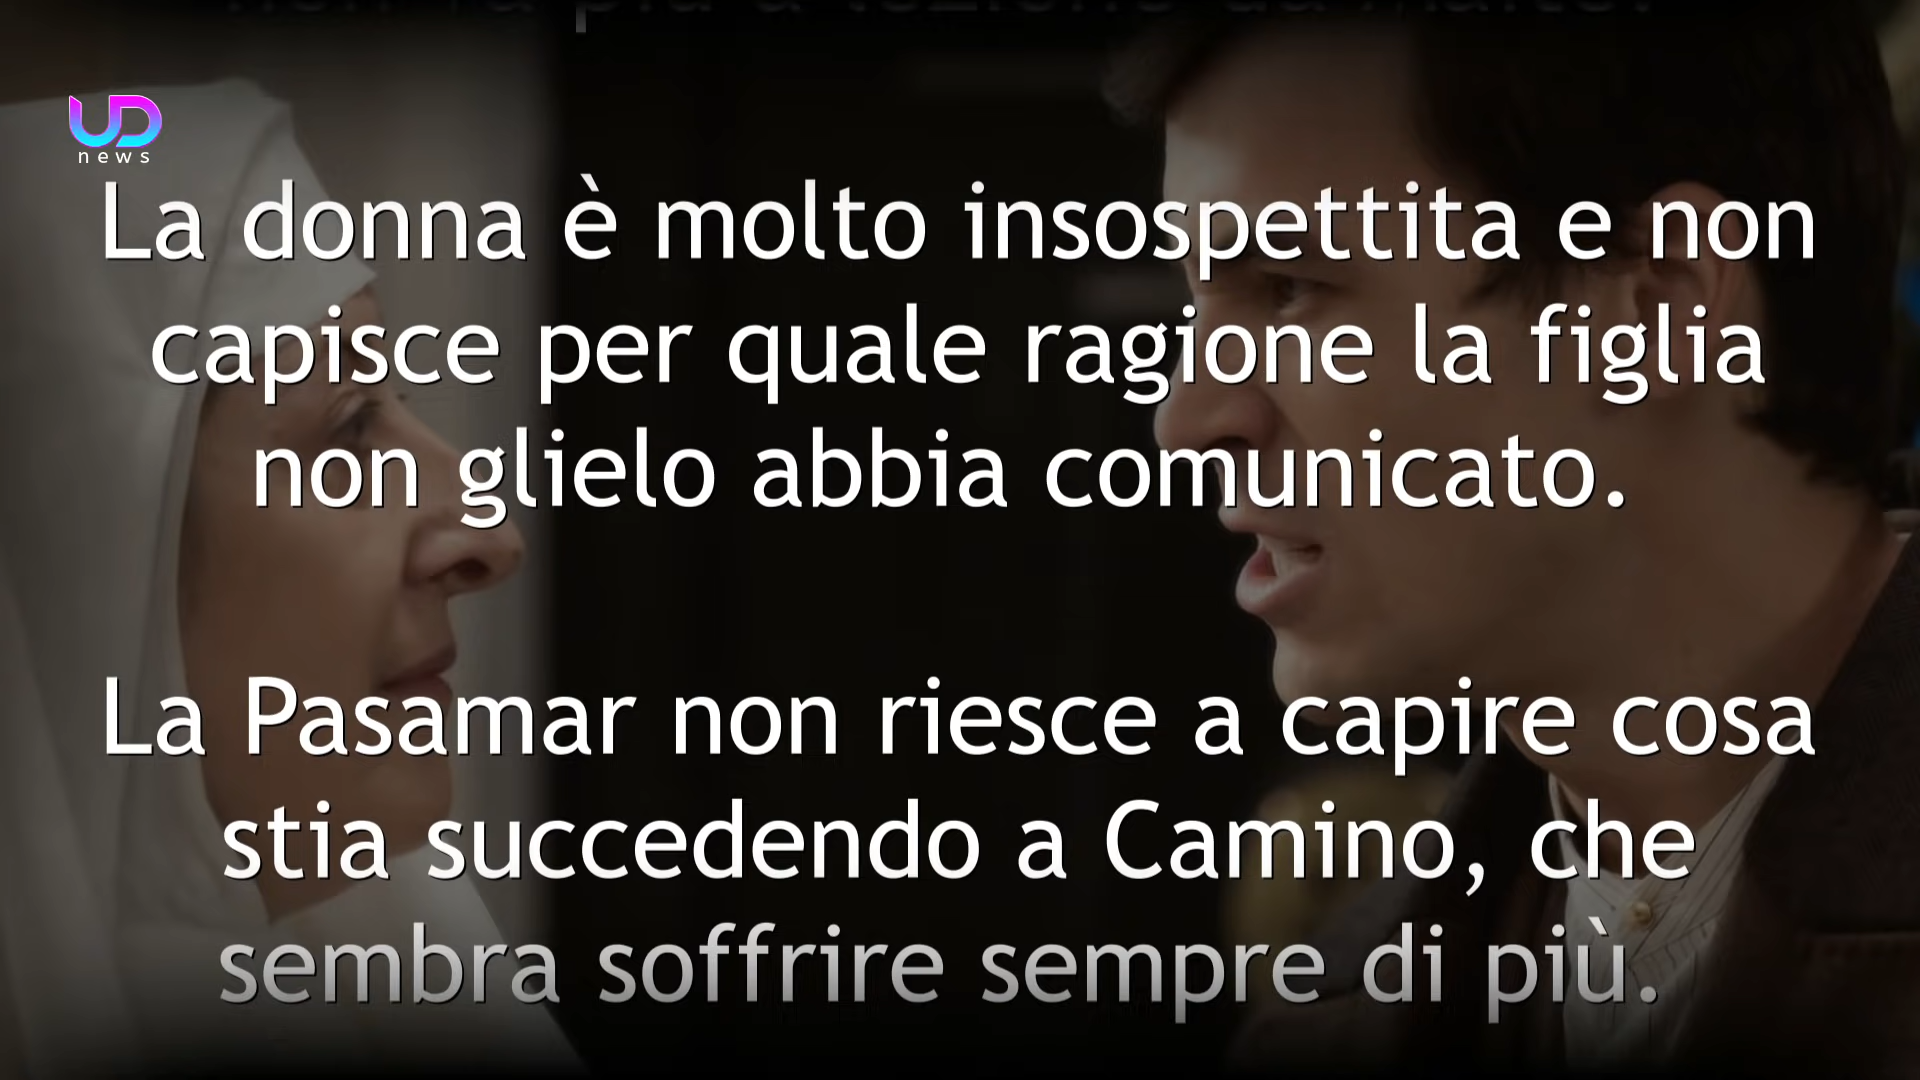 UD
news
La donna è molto insospettita e non
capisce per quale ragione la figlia
non glielo abbia comunicato.
La Pasamar non riesce a capire cosa
stia succedendo a Camino, che
sembra soffrire sempre di più.